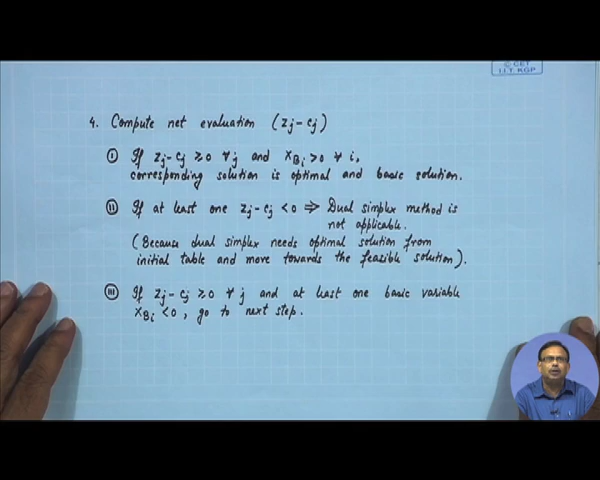 © CET
I.I.T. KGP
4. Compute net evaluation (zj - cj)
(i) If zj - cj ≥ 0 ∀ j and xBi > 0 ∀ i,
corresponding solution is optimal and basic solution.
(ii) If at least one zj - cj < 0 ⇒ Dual simplex method is
not applicable.
(Because dual simplex needs optimal solution from
initial table and move towards the feasible solution).
(iii) If zj - cj ≥ 0 ∀ j and at least one basic variable
xBi < 0, go to next step.